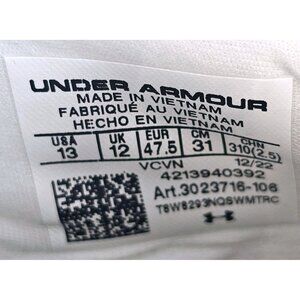 UNDER ARMOUR
MADE IN VIETNAM
FABRIQUÉ AU VIETNAM
HECHO EN VIETNAM
USA UK EUR CM CHN
13 12 47.5 31 310(2.5)
VCVN 12/22
4213940392
Art.3023716-106
T8W8293NQSWMTRC